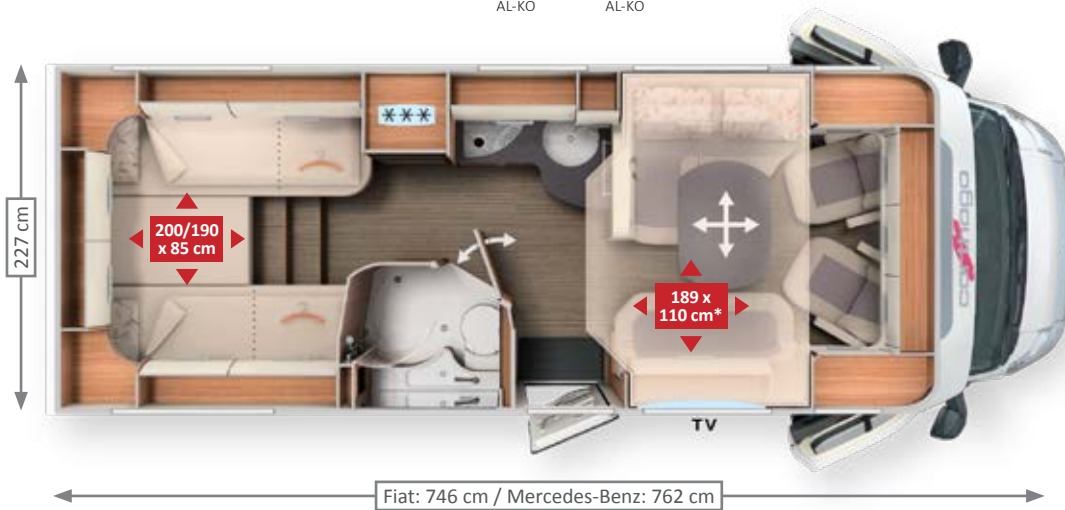 AL-KO AL-KO
200/190
x 85 cm
227 cm
189 x
110 cm*
carthago
TV
Fiat: 746 cm / Mercedes-Benz: 762 cm